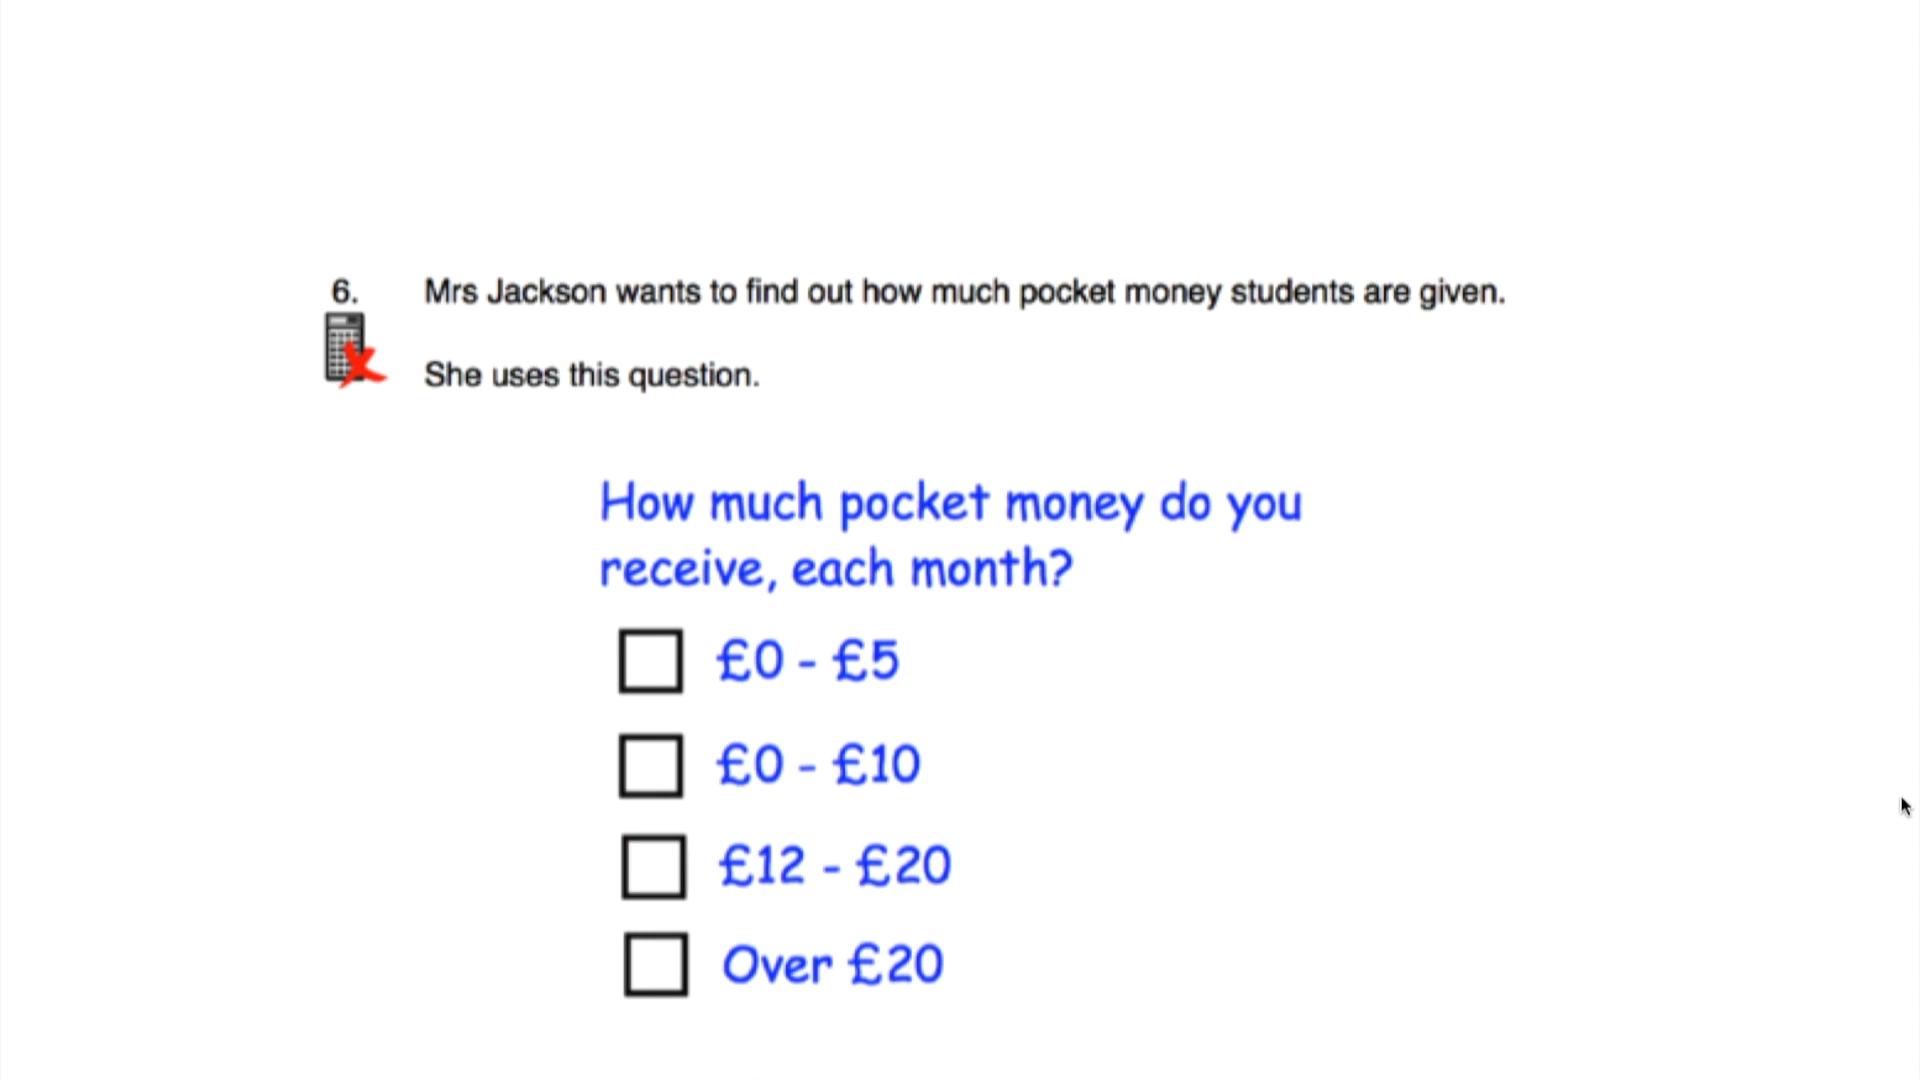 6. Mrs Jackson wants to find out how much pocket money students are given.
She uses this question.
How much pocket money do you
receive, each month?
£0 - £5
£0 - £10
£12 - £20
Over £20